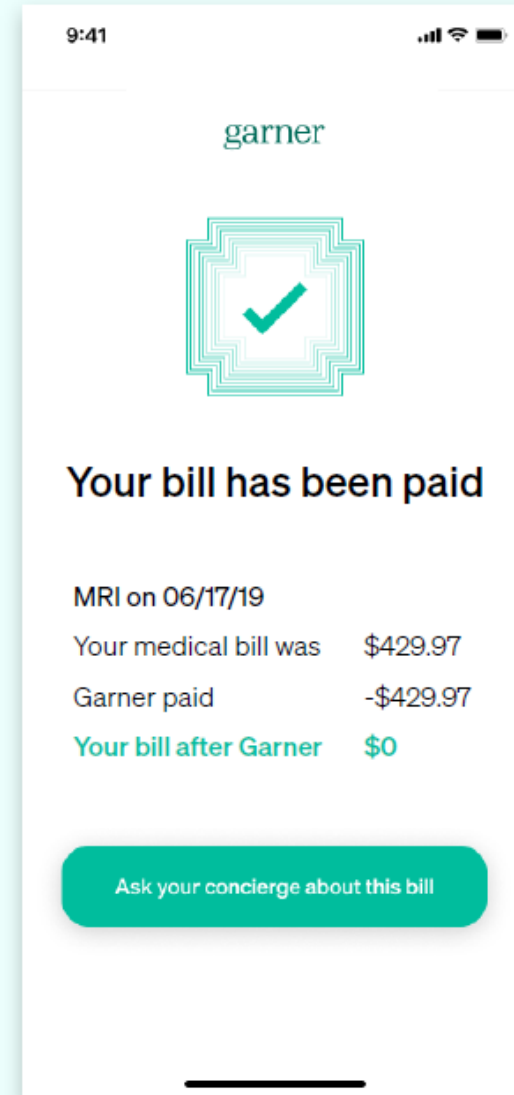 9:41
garner
Your bill has been paid
MRI on 06/17/19
Your medical bill was $429.97
Garner paid -$429.97
Your bill after Garner $0
Ask your concierge about this bill